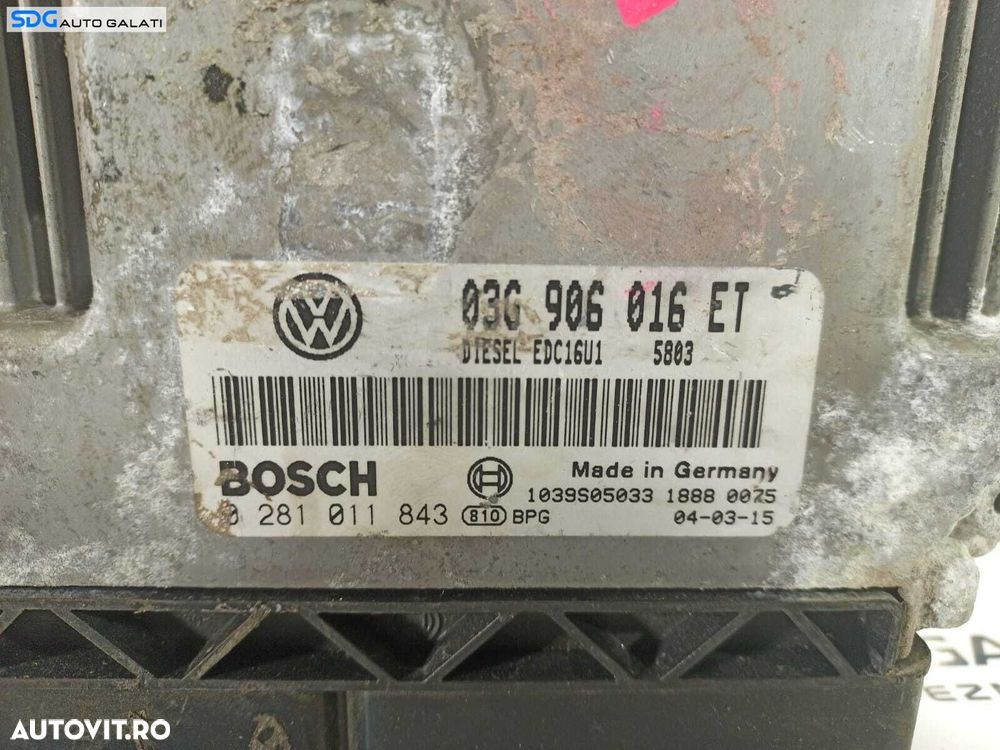 SDG AUTO GALATI
03G 906 016 ET
DIESEL EDC16U1 5803
BOSCH
Made in Germany
1039S05033 1888 0075
0 281 011 843 810 BPG 04-03-15
AUTOVIT.RO